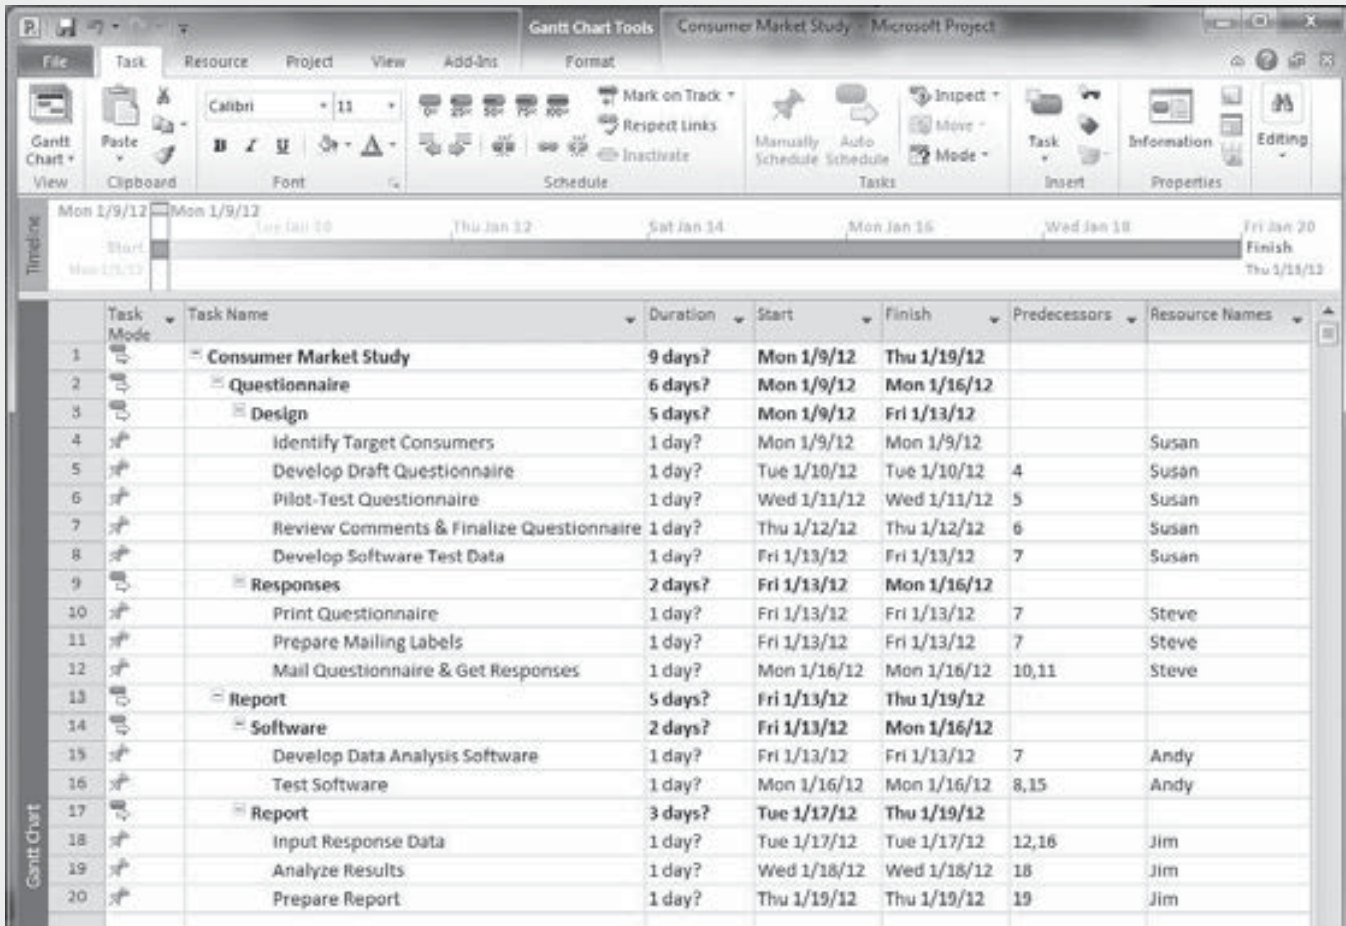 Gantt Chart Tools Consumer Market Study - Microsoft Project
File Task Resource Project View Add-Ins Format
Calibri 11 Mark on Track Inspect
Gantt Chart Paste B I U Respect Links Manually Schedule Auto Schedule Move Task Information Editing
Inactivate Mode
View Clipboard Font Schedule Tasks Insert Properties
Timeline
Mon 1/9/12 Mon 1/9/12
Thu Jan 12 Sat Jan 14 Mon Jan 16 Wed Jan 18 Fri Jan 20
Start Finish
Gantt Chart
Task Mode Task Name Duration Start Finish Predecessors Resource Names
1 Consumer Market Study 9 days? Mon 1/9/12 Thu 1/19/12
2 Questionnaire 6 days? Mon 1/9/12 Mon 1/16/12
3 Design 5 days? Mon 1/9/12 Fri 1/13/12
4 Identify Target Consumers 1 day? Mon 1/9/12 Mon 1/9/12 Susan
5 Develop Draft Questionnaire 1 day? Tue 1/10/12 Tue 1/10/12 4 Susan
6 Pilot-Test Questionnaire 1 day? Wed 1/11/12 Wed 1/11/12 5 Susan
7 Review Comments & Finalize Questionnaire 1 day? Thu 1/12/12 Thu 1/12/12 6 Susan
8 Develop Software Test Data 1 day? Fri 1/13/12 Fri 1/13/12 7 Susan
9 Responses 2 days? Fri 1/13/12 Mon 1/16/12
10 Print Questionnaire 1 day? Fri 1/13/12 Fri 1/13/12 7 Steve
11 Prepare Mailing Labels 1 day? Fri 1/13/12 Fri 1/13/12 7 Steve
12 Mail Questionnaire & Get Responses 1 day? Mon 1/16/12 Mon 1/16/12 10,11 Steve
13 Report 5 days? Fri 1/13/12 Thu 1/19/12
14 Software 2 days? Fri 1/13/12 Mon 1/16/12
15 Develop Data Analysis Software 1 day? Fri 1/13/12 Fri 1/13/12 7 Andy
16 Test Software 1 day? Mon 1/16/12 Mon 1/16/12 8,15 Andy
17 Report 3 days? Tue 1/17/12 Thu 1/19/12
18 Input Response Data 1 day? Tue 1/17/12 Tue 1/17/12 12,16 Jim
19 Analyze Results 1 day? Wed 1/18/12 Wed 1/18/12 18 Jim
20 Prepare Report 1 day? Thu 1/19/12 Thu 1/19/12 19 Jim